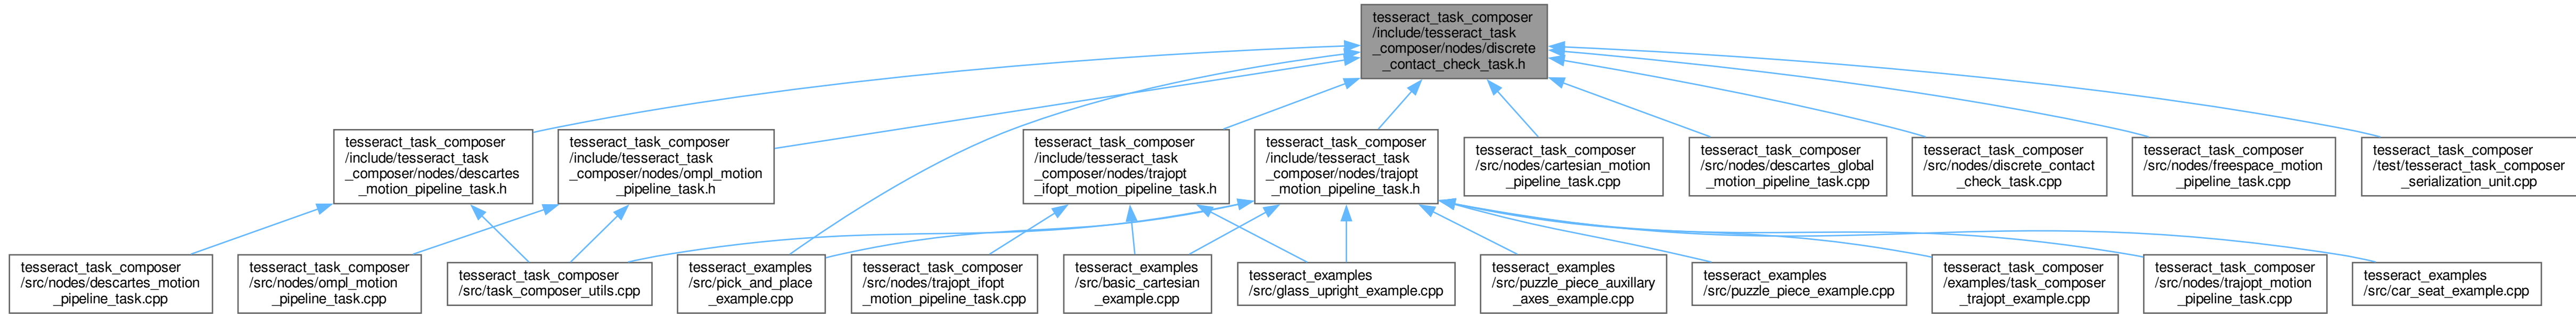 tesseract_task_composer
/include/tesseract_task
_composer/nodes/discrete
_contact_check_task.h
tesseract_task_composer
/include/tesseract_task
_composer/nodes/descartes
_motion_pipeline_task.h
tesseract_task_composer
/include/tesseract_task
_composer/nodes/ompl_motion
_pipeline_task.h
tesseract_task_composer
/include/tesseract_task
_composer/nodes/trajopt
_ifopt_motion_pipeline_task.h
tesseract_task_composer
/include/tesseract_task
_composer/nodes/trajopt
_motion_pipeline_task.h
tesseract_task_composer
/src/nodes/cartesian_motion
_pipeline_task.cpp
tesseract_task_composer
/src/nodes/descartes_global
_motion_pipeline_task.cpp
tesseract_task_composer
/src/nodes/discrete_contact
_check_task.cpp
tesseract_task_composer
/src/nodes/freespace_motion
_pipeline_task.cpp
tesseract_task_composer
/test/tesseract_task_composer
_serialization_unit.cpp
tesseract_task_composer
/src/nodes/descartes_motion
_pipeline_task.cpp
tesseract_task_composer
/src/nodes/ompl_motion
_pipeline_task.cpp
tesseract_task_composer
/src/task_composer_utils.cpp
tesseract_examples
/src/pick_and_place
_example.cpp
tesseract_task_composer
/src/nodes/trajopt_ifopt
_motion_pipeline_task.cpp
tesseract_examples
/src/basic_cartesian
_example.cpp
tesseract_examples
/src/glass_upright_example.cpp
tesseract_examples
/src/puzzle_piece_auxillary
_axes_example.cpp
tesseract_examples
/src/puzzle_piece_example.cpp
tesseract_task_composer
/examples/task_composer
_trajopt_example.cpp
tesseract_task_composer
/src/nodes/trajopt_motion
_pipeline_task.cpp
tesseract_examples
/src/car_seat_example.cpp